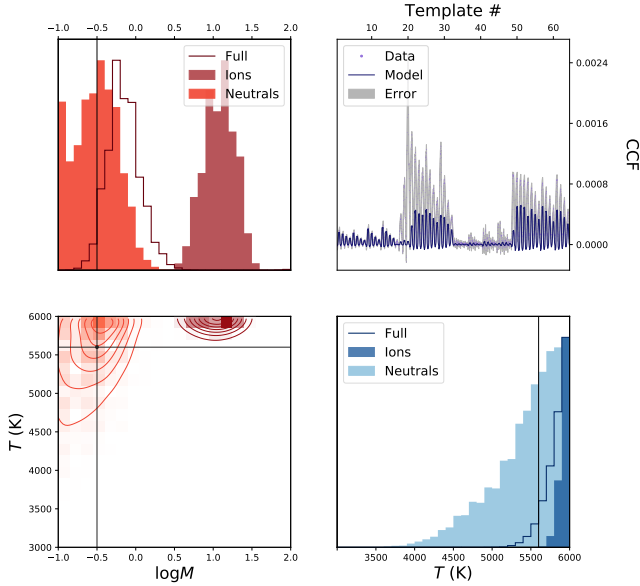 Template #
−1.0 −0.5 0.0 0.5 1.0 1.5 2.0
10 20 30 40 50 60
Full
Ions
Neutrals
Data
Model
Error
0.0024
0.0016
0.0008
0.0000
CCF
6000
5500
5000
4500
4000
3500
3000
T (K)
−1.0 −0.5 0.0 0.5 1.0 1.5 2.0
logM
Full
Ions
Neutrals
3500 4000 4500 5000 5500 6000
T (K)